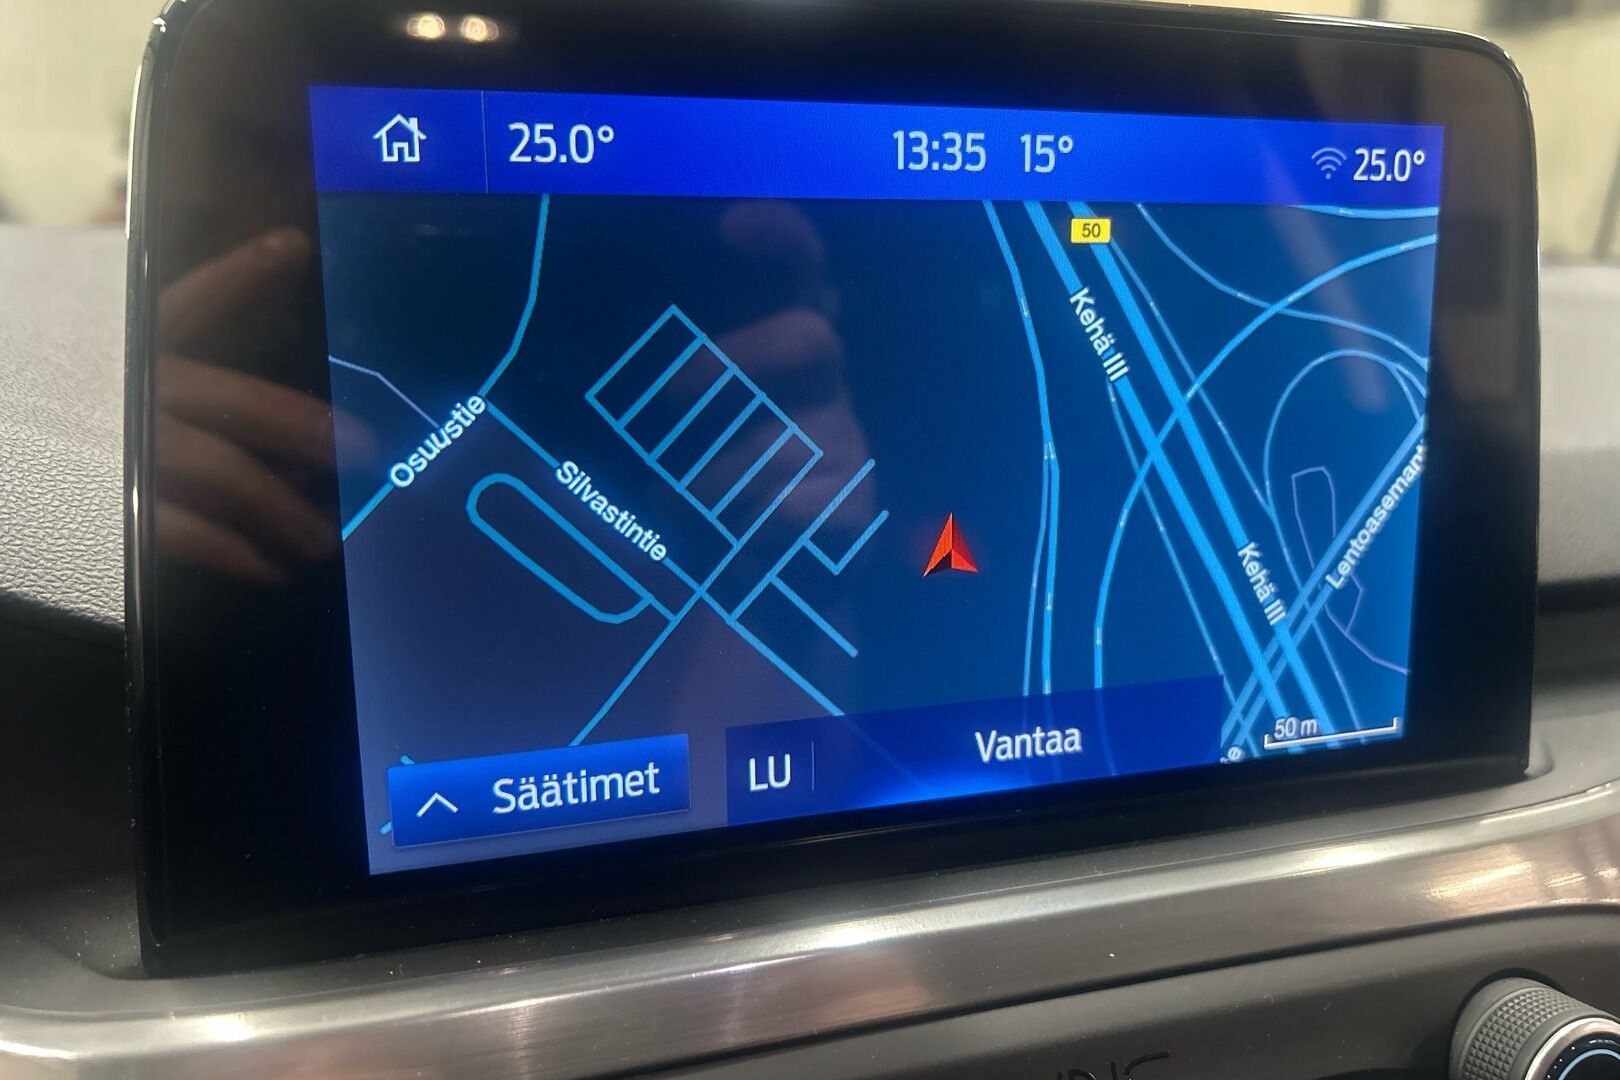 25.0°
13:35 15°
25.0°
50
Kehä III
Osuustie
Silvastintie
Kehä III
50 m
Säätimet
LU
Vantaa